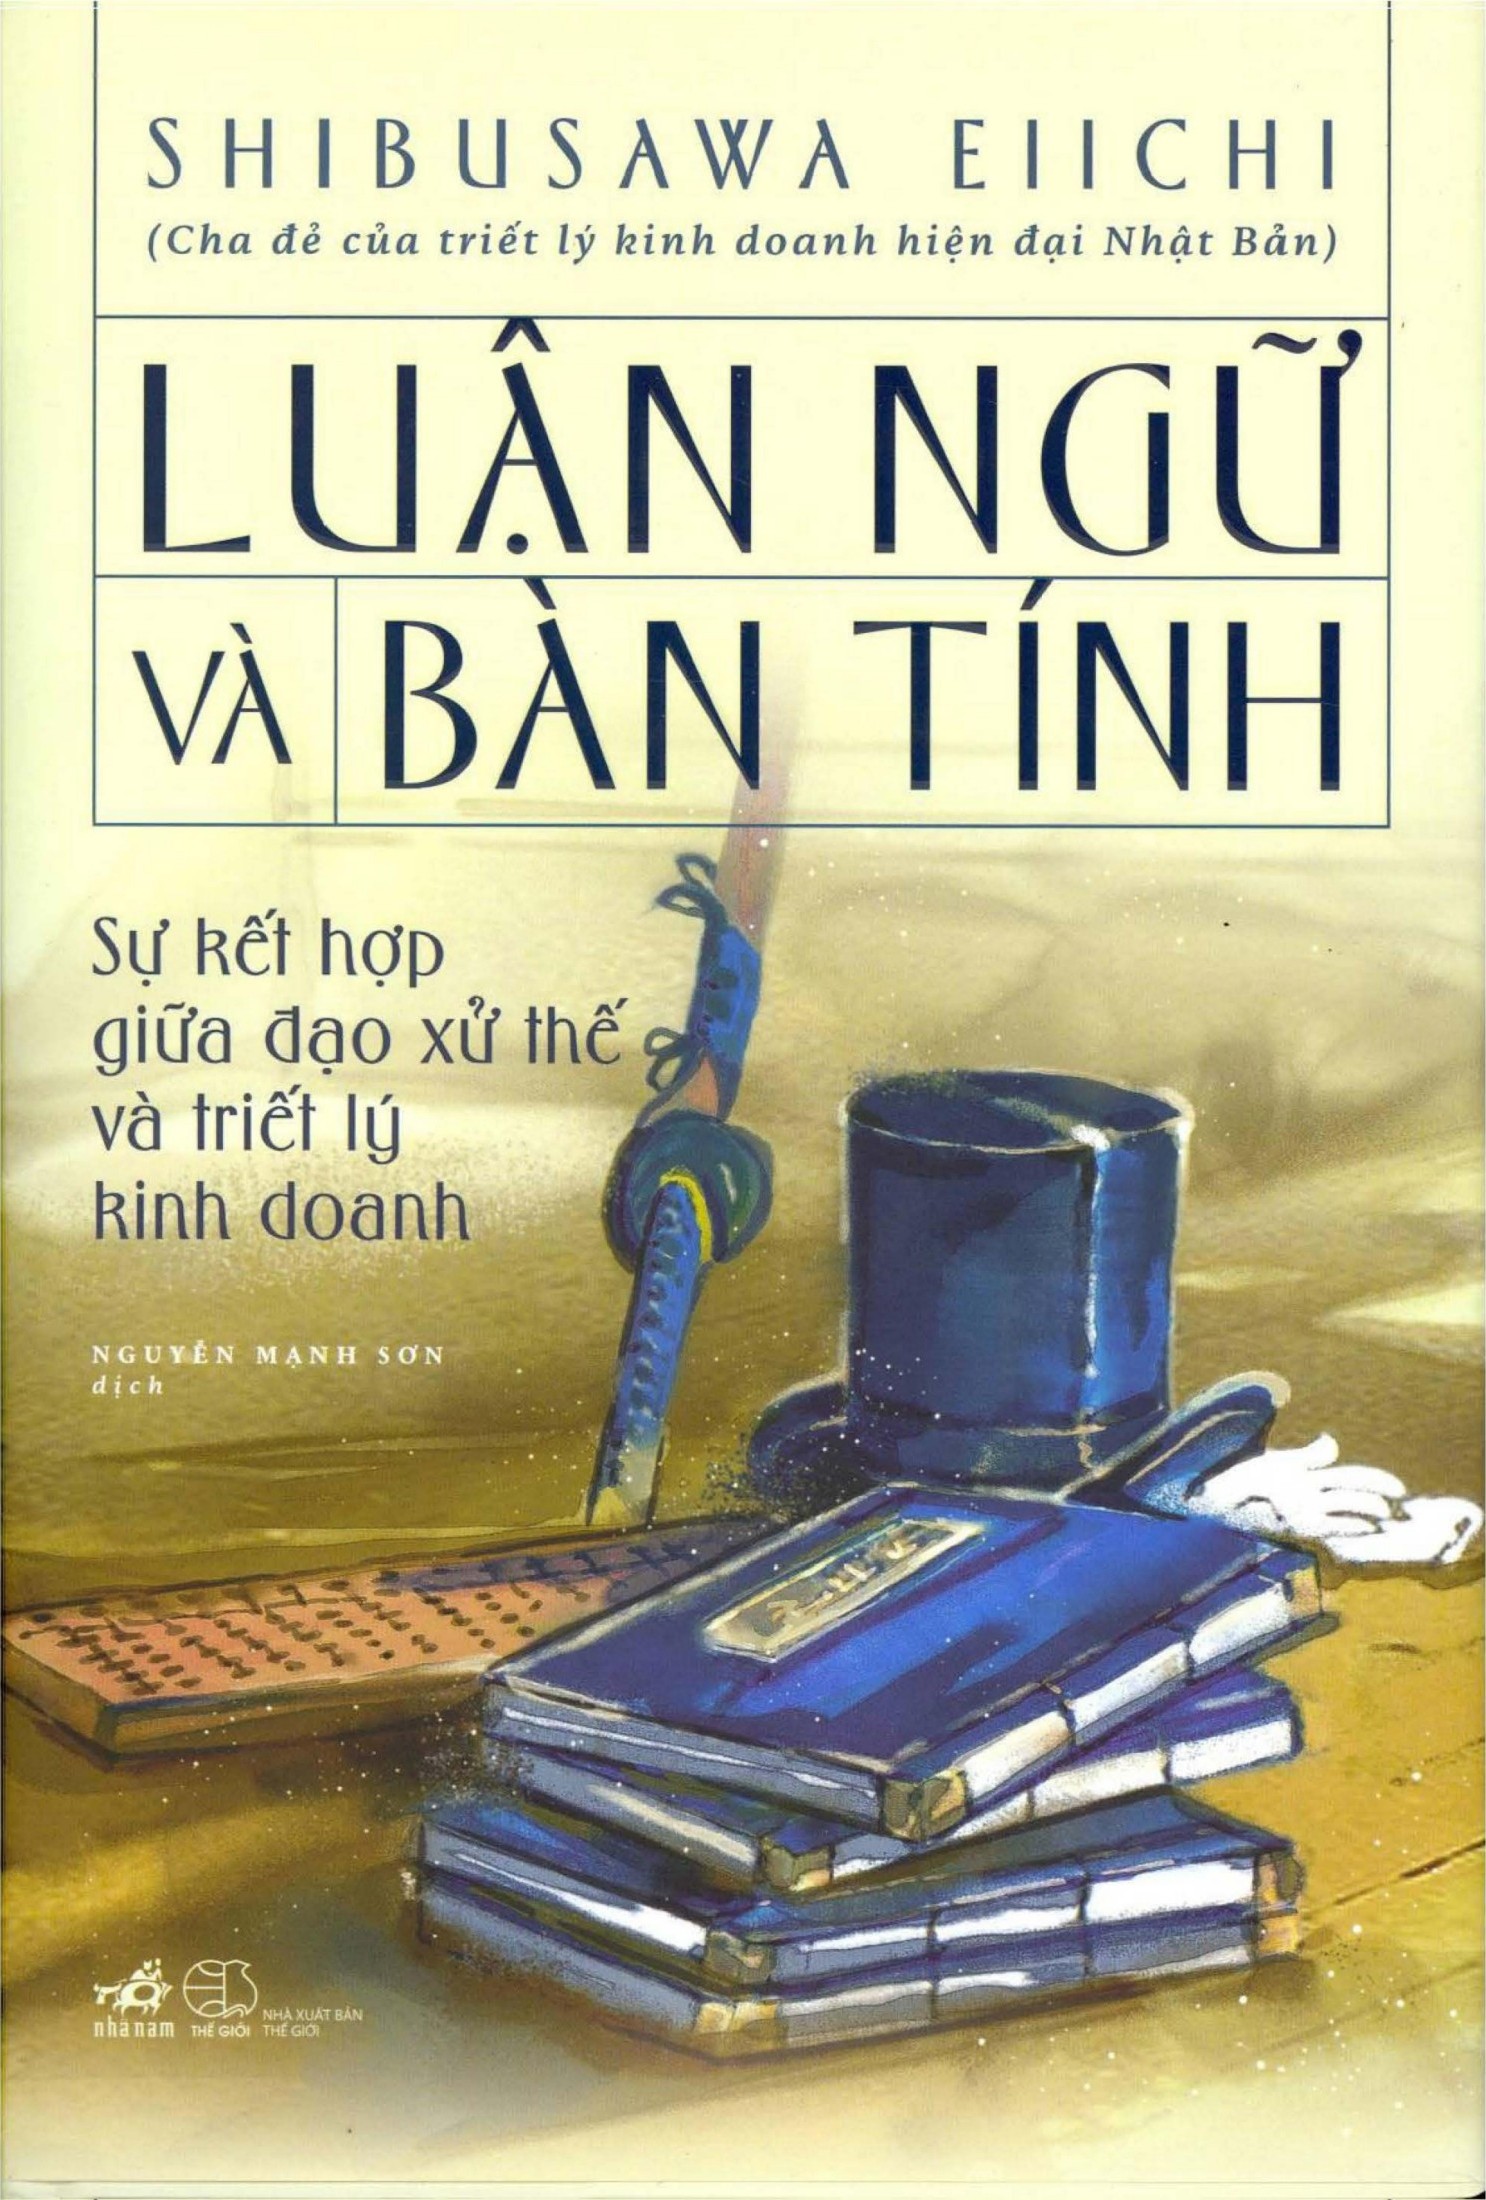 SHIBUSAWA EIICHI
(Cha đẻ của triết lý kinh doanh hiện đại Nhật Bản)
LUẬN NGỮ
VÀ BÀN TÍNH
Sự kết hợp
giữa đạo xử thế
và triết lý
kinh doanh
NGUYỄN MẠNH SƠN
dịch
nhã nam
THẾ GIỚI
NHÀ XUẤT BẢN
THẾ GIỚI